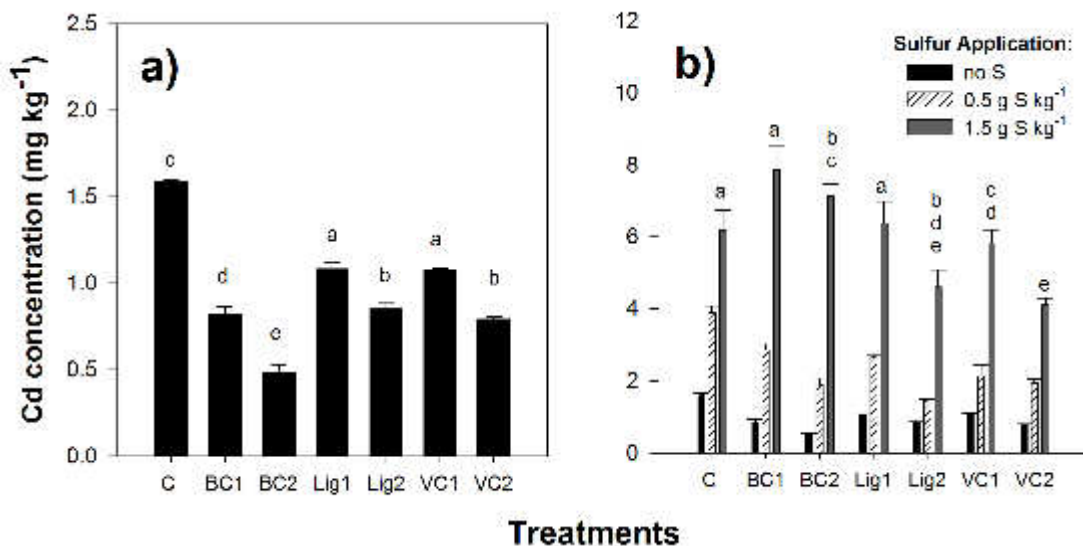 Cd concentration (mg kg⁻¹)
a)
2.5
2.0
1.5
1.0
0.5
0.0
c
d
e
a
b
a
b
C BC1 BC2 Lig1 Lig2 VC1 VC2
b)
Sulfur Application:
no S
0.5 g S kg⁻¹
1.5 g S kg⁻¹
12
10
8
6
4
2
0
a
a
b
c
a
b
d
e
c
d
e
C BC1 BC2 Lig1 Lig2 VC1 VC2
Treatments